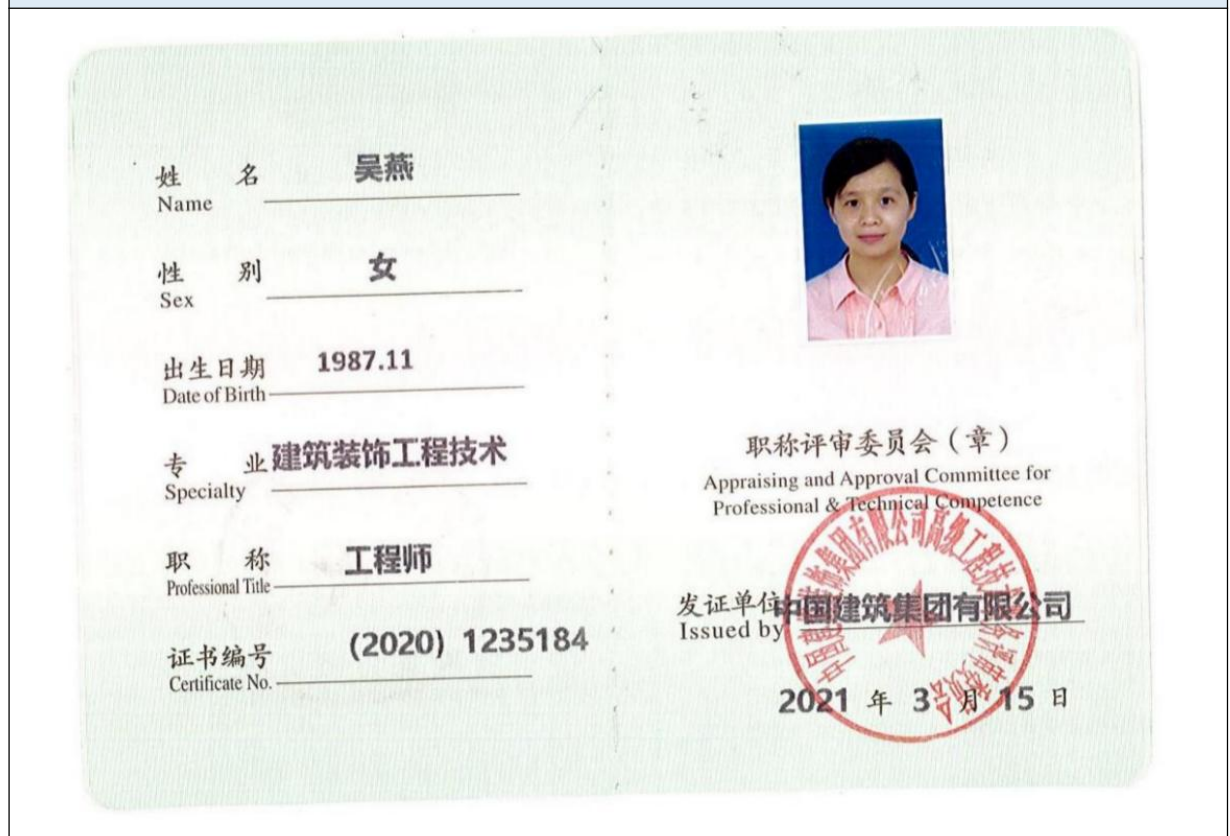 姓 名 吴燕
Name
性 别 女
Sex
出生日期 1987.11
Date of Birth
专 业 建筑装饰工程技术
Specialty
职 称 工程师
Professional Title
证书编号 (2020) 1235184
Certificate No.
职称评审委员会（章）
Appraising and Approval Committee for
Professional & Technical Competence
发证单位 中国建筑集团有限公司
Issued by
2021 年 3 月 15 日